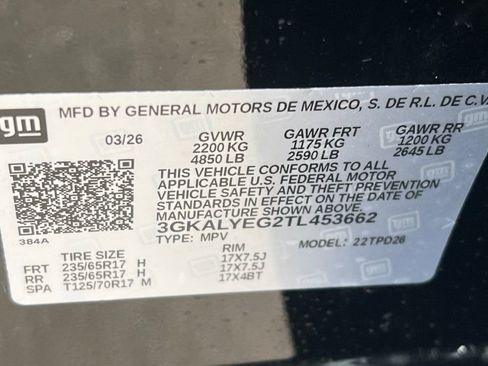 gm
MFD BY GENERAL MOTORS DE MEXICO, S. DE R.L. DE C.V.
03/26 GVWR GAWR FRT GAWR RR
2200 KG 1175 KG 1200 KG
4850 LB 2590 LB 2645 LB
THIS VEHICLE CONFORMS TO ALL
APPLICABLE U.S. FEDERAL MOTOR
VEHICLE SAFETY AND THEFT PREVENTION
STANDARDS IN EFFECT ON THE DATE OF
MANUFACTURE SHOWN ABOVE.
3GKALYEG2TL453662
384A TYPE: MPV MODEL: 22TPD26
TIRE SIZE RIM
FRT 235/65R17 H 17X7.5J
RR 235/65R17 H 17X7.5J
SPA T125/70R17 M 17X4BT